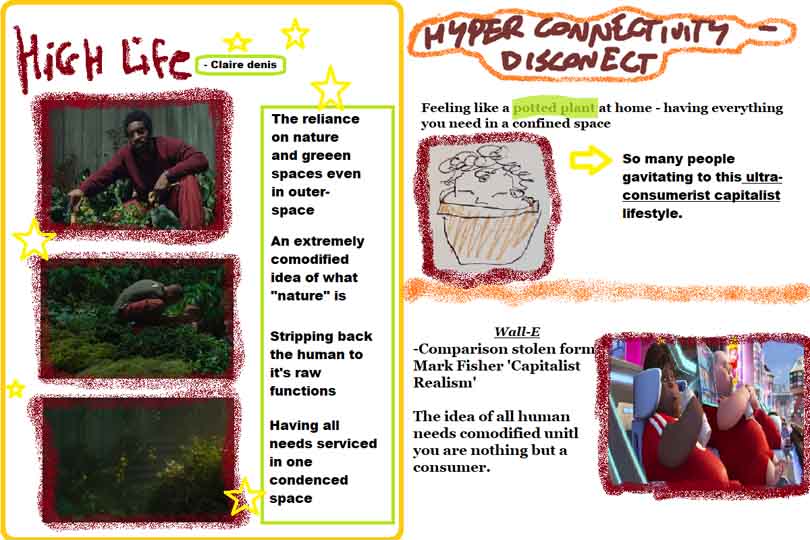 HIGH LIFE
- Claire denis
The reliance
on nature
and greeen
spaces even
in outer-
space
An extremely
comodified
idea of what
"nature" is
Stripping back
the human to
it's raw
functions
Having all
needs serviced
in one
condenced
space
HYPER CONNECTIVITY -
DISCONECT
Feeling like a potted plant at home - having everything
you need in a confined space
So many people
gavitating to this ultra-
consumerist capitalist
lifestyle.
Wall-E
-Comparison stolen form
Mark Fisher 'Capitalist
Realism'
The idea of all human
needs comodified unitl
you are nothing but a
consumer.